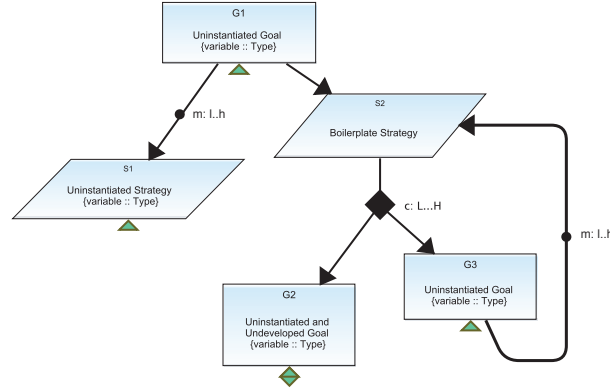 G1
Uninstantiated Goal
{variable :: Type}
S2
Boilerplate Strategy
m: l..h
S1
Uninstantiated Strategy
{variable :: Type}
c: L...H
m: l..h
G3
Uninstantiated Goal
{variable :: Type}
G2
Uninstantiated and
Undeveloped Goal
{variable :: Type}